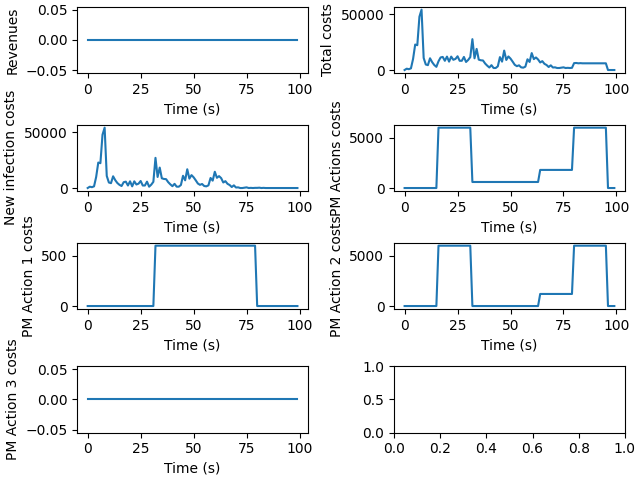 Revenues
0.05
0.00
−0.05
0 25 50 75 100
Time (s)
Total costs
50000
0
0 25 50 75 100
Time (s)
New infection costs
50000
0
0 25 50 75 100
Time (s)
PM Actions costs
5000
0
0 25 50 75 100
Time (s)
PM Action 1 costs
500
0
0 25 50 75 100
Time (s)
PM Action 2 costs
5000
0
0 25 50 75 100
Time (s)
PM Action 3 costs
0.05
0.00
−0.05
0 25 50 75 100
Time (s)
1.0
0.5
0.0
0.0 0.2 0.4 0.6 0.8 1.0